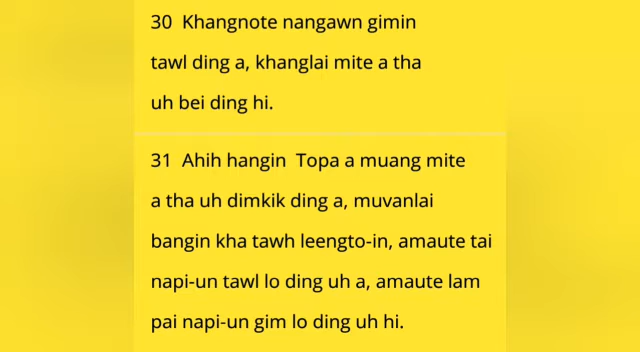 30 Khangnote nangawn gimin
tawl ding a, khanglai mite a tha
uh bei ding hi.
31 Ahih hangin Topa a muang mite
a tha uh dimkik ding a, muvanlai
bangin kha tawh leengto-in, amaute tai
napi-un tawl lo ding uh a, amaute lam
pai napi-un gim lo ding uh hi.